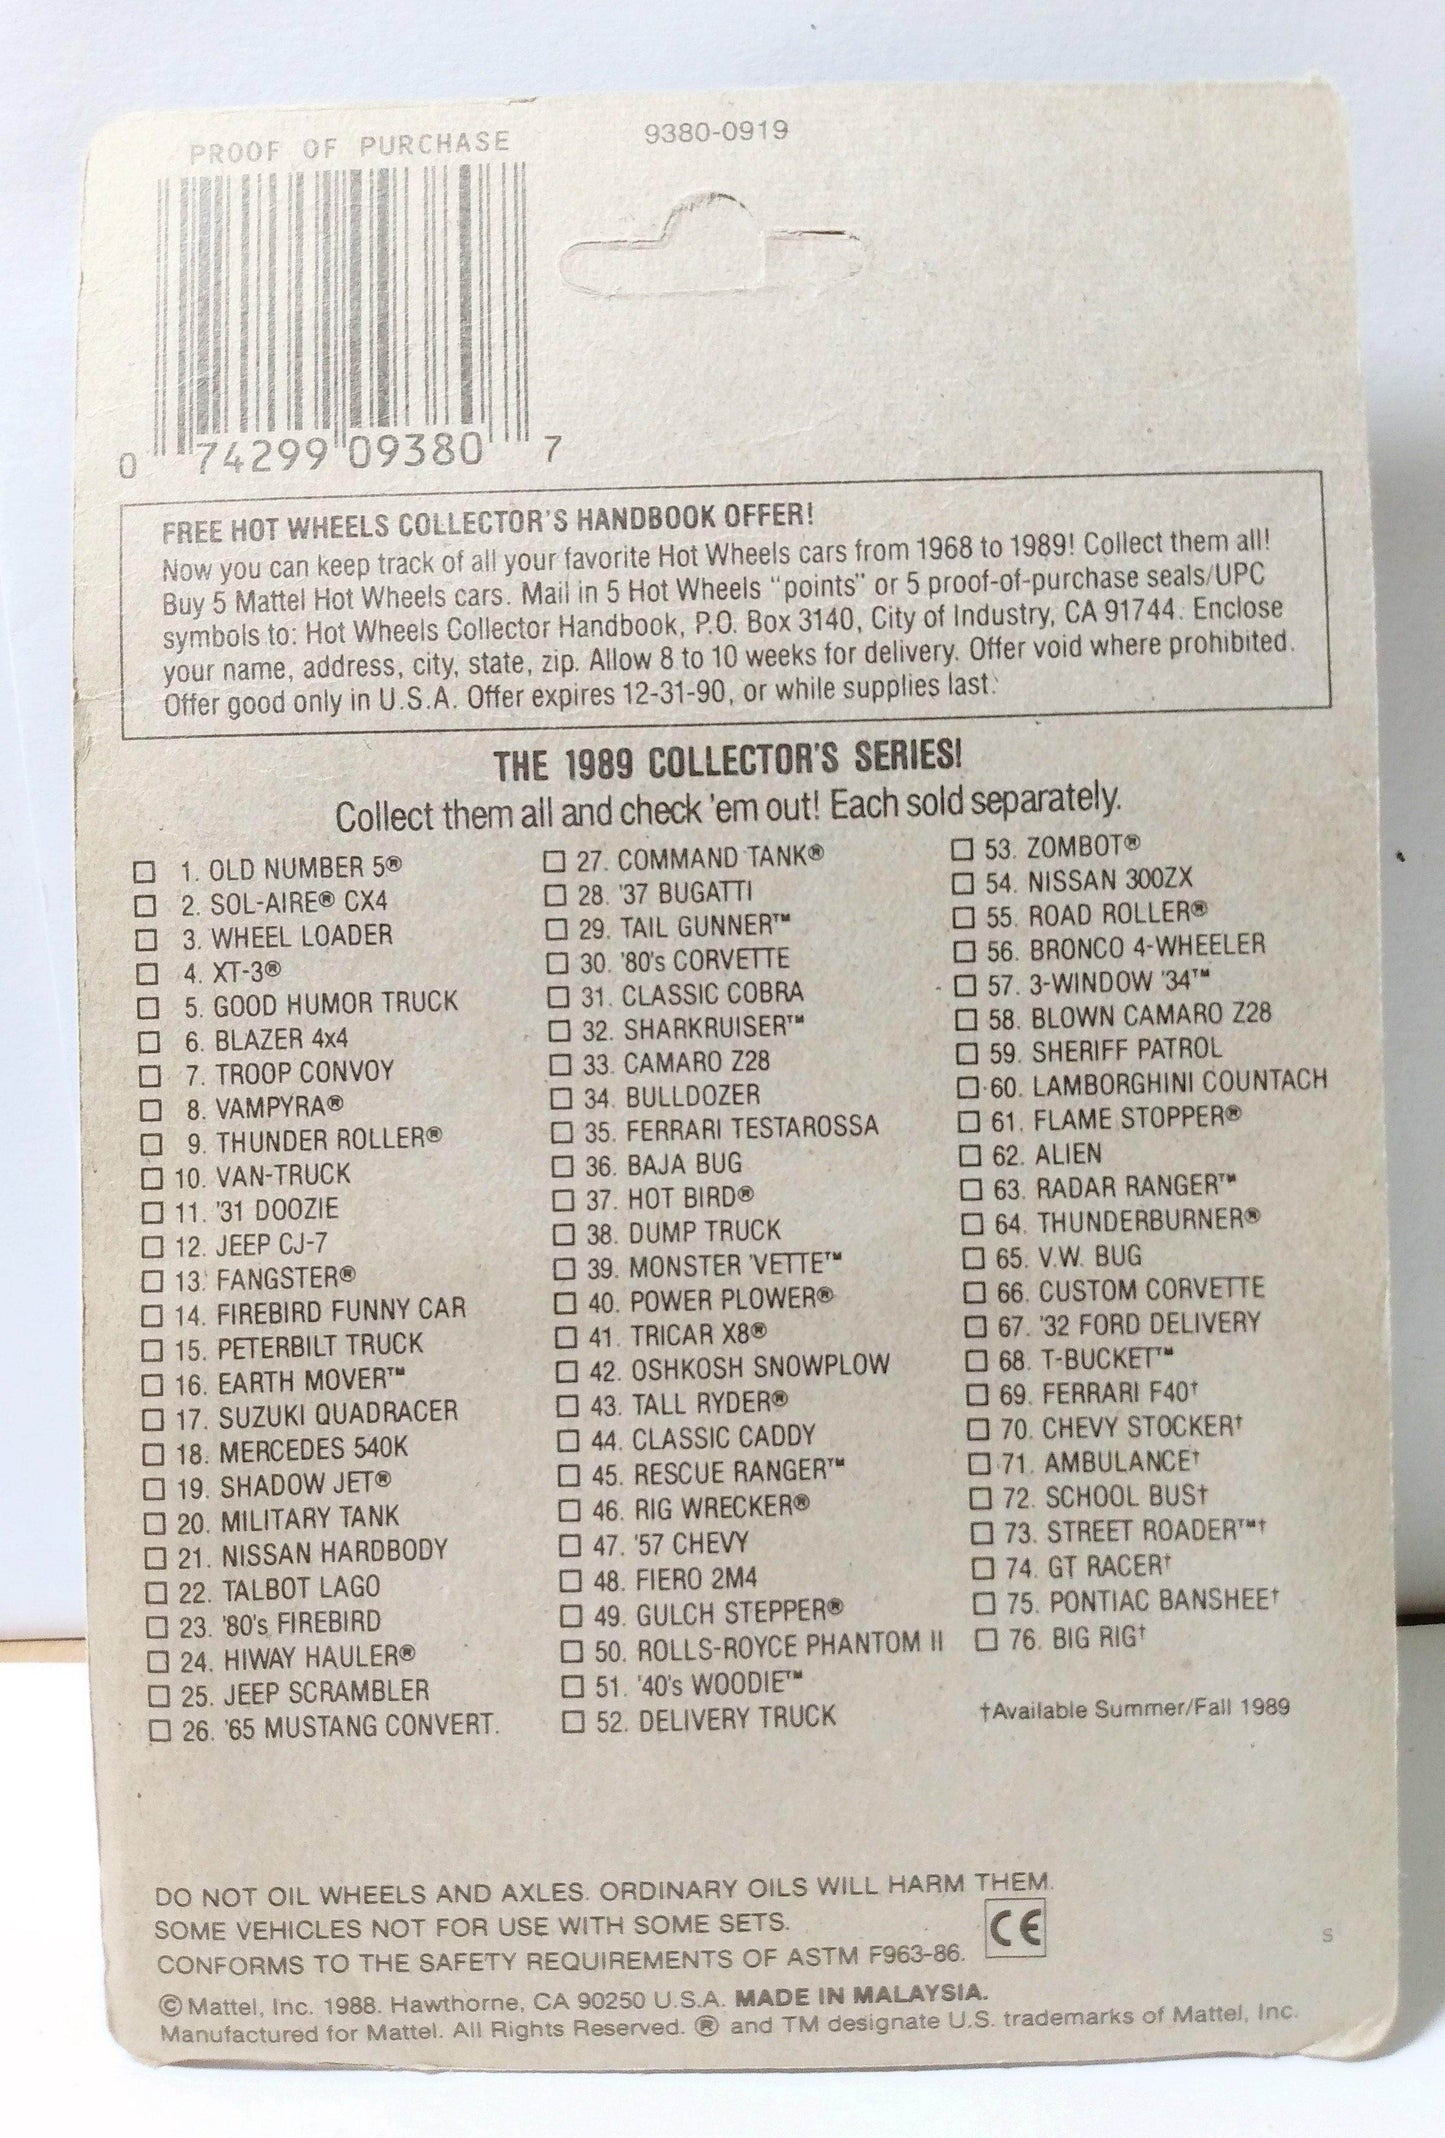 PROOF OF PURCHASE
9380-0919
0 74299 09380 7
FREE HOT WHEELS COLLECTOR'S HANDBOOK OFFER!
Now you can keep track of all your favorite Hot Wheels cars from 1968 to 1989! Collect them all!
Buy 5 Mattel Hot Wheels cars. Mail in 5 Hot Wheels "points" or 5 proof-of-purchase seals/UPC
symbols to: Hot Wheels Collector Handbook, P.O. Box 3140, City of Industry, CA 91744. Enclose
your name, address, city, state, zip. Allow 8 to 10 weeks for delivery. Offer void where prohibited.
Offer good only in U.S.A. Offer expires 12-31-90, or while supplies last.
THE 1989 COLLECTOR'S SERIES!
Collect them all and check 'em out! Each sold separately.
1. OLD NUMBER 5®
2. SOL-AIRE® CX4
3. WHEEL LOADER
4. XT-3®
5. GOOD HUMOR TRUCK
6. BLAZER 4x4
7. TROOP CONVOY
8. VAMPYRA®
9. THUNDER ROLLER®
10. VAN-TRUCK
11. '31 DOOZIE
12. JEEP CJ-7
13. FANGSTER®
14. FIREBIRD FUNNY CAR
15. PETERBILT TRUCK
16. EARTH MOVER™
17. SUZUKI QUADRACER
18. MERCEDES 540K
19. SHADOW JET®
20. MILITARY TANK
21. NISSAN HARDBODY
22. TALBOT LAGO
23. '80's FIREBIRD
24. HIWAY HAULER®
25. JEEP SCRAMBLER
26. '65 MUSTANG CONVERT.
27. COMMAND TANK®
28. '37 BUGATTI
29. TAIL GUNNER™
30. '80's CORVETTE
31. CLASSIC COBRA
32. SHARKRUISER™
33. CAMARO Z28
34. BULLDOZER
35. FERRARI TESTAROSSA
36. BAJA BUG
37. HOT BIRD®
38. DUMP TRUCK
39. MONSTER 'VETTE™
40. POWER PLOWER®
41. TRICAR X8®
42. OSHKOSH SNOWPLOW
43. TALL RYDER®
44. CLASSIC CADDY
45. RESCUE RANGER™
46. RIG WRECKER®
47. '57 CHEVY
48. FIERO 2M4
49. GULCH STEPPER®
50. ROLLS-ROYCE PHANTOM II
51. '40's WOODIE™
52. DELIVERY TRUCK
53. ZOMBOT®
54. NISSAN 300ZX
55. ROAD ROLLER®
56. BRONCO 4-WHEELER
57. 3-WINDOW '34™
58. BLOWN CAMARO Z28
59. SHERIFF PATROL
60. LAMBORGHINI COUNTACH
61. FLAME STOPPER®
62. ALIEN
63. RADAR RANGER™
64. THUNDERBURNER®
65. V.W. BUG
66. CUSTOM CORVETTE
67. '32 FORD DELIVERY
68. T-BUCKET™
69. FERRARI F40†
70. CHEVY STOCKER†
71. AMBULANCE†
72. SCHOOL BUS†
73. STREET ROADER™†
74. GT RACER†
75. PONTIAC BANSHEE†
76. BIG RIG†
†Available Summer/Fall 1989
DO NOT OIL WHEELS AND AXLES. ORDINARY OILS WILL HARM THEM.
SOME VEHICLES NOT FOR USE WITH SOME SETS.
CONFORMS TO THE SAFETY REQUIREMENTS OF ASTM F963-86.
CE
S
© Mattel, Inc. 1988. Hawthorne, CA 90250 U.S.A. MADE IN MALAYSIA.
Manufactured for Mattel. All Rights Reserved. ® and TM designate U.S. trademarks of Mattel, Inc.